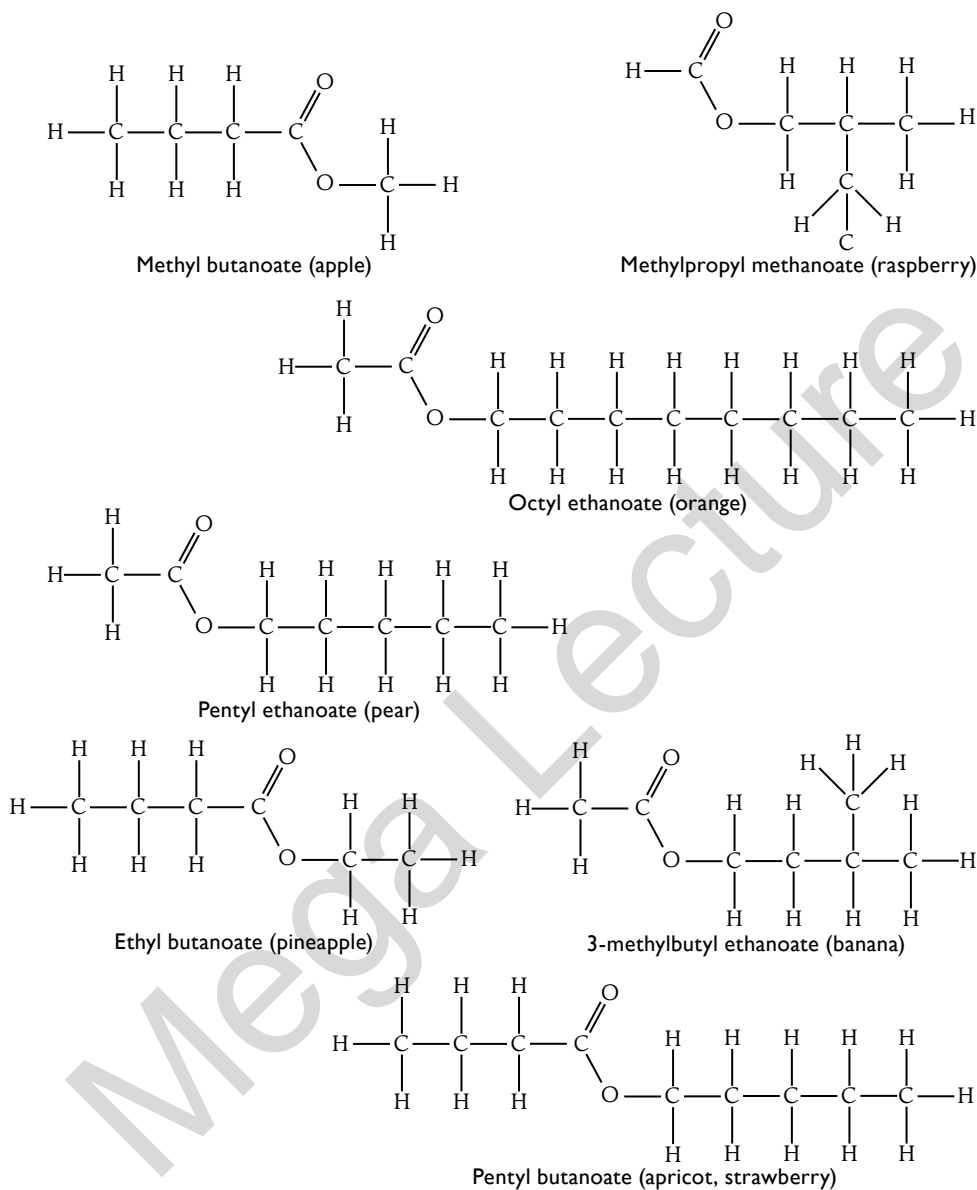 O
H H H O H H H
H C C C C H C H
H O C C C H
H H H O C H H C H
H H
H C
Methyl butanoate (apple)
Methylpropyl methanoate (raspberry)
H O
H C C H H H H H H H H
H O C C C C C C C C H
H H H H H H H H
Octyl ethanoate (orange)
H O
H C C H H H H H
H O C C C C C H
H H H H H
Pentyl ethanoate (pear)
H H H O
H C C C C H H
H H H O C C H
H H
Ethyl butanoate (pineapple)
H O H H H
H C C H H C H
H O C C C C H
H H H H
3-methylbutyl ethanoate (banana)
H H H O
H C C C C H H H H H
H H H O C C C C C H
H H H H H
Pentyl butanoate (apricot, strawberry)
Mega Lecture